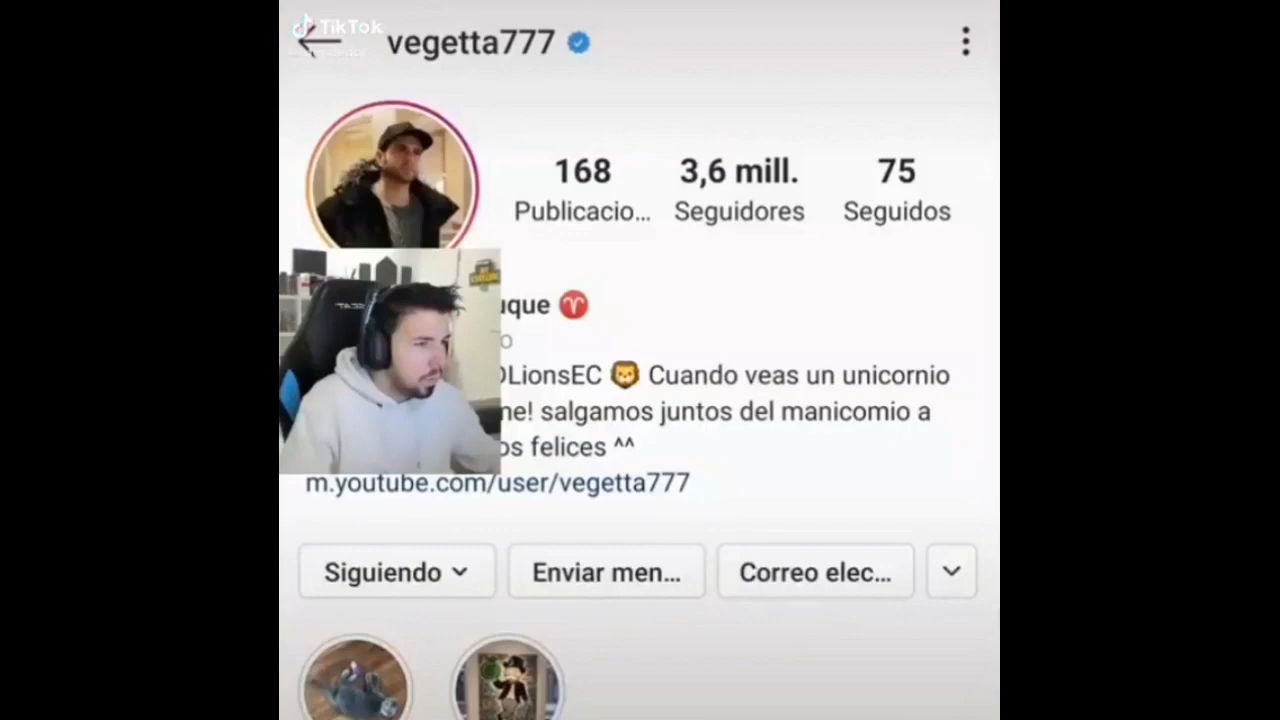 TikTok
vegetta777
168
3,6 mill.
75
Publicacio...
Seguidores
Seguidos
uque
o
LionsEC 🦁 Cuando veas un unicornio
ne! salgamos juntos del manicomio a
os felices ^^
m.youtube.com/user/vegetta777
Siguiendo
Enviar men...
Correo elec...